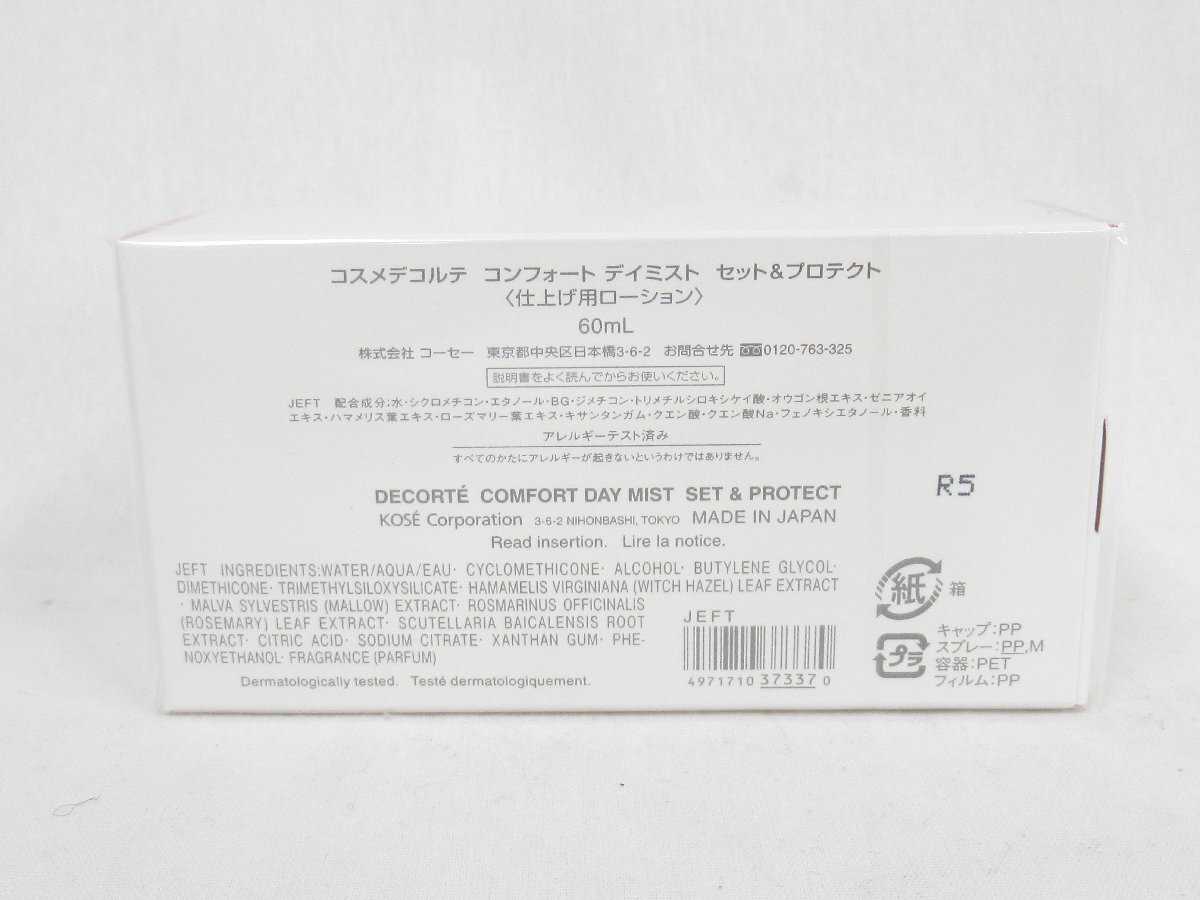 コスメデコルテ コンフォート デイミスト セット&プロテクト
〈仕上げ用ローション〉
60mL
株式会社 コーセー 東京都中央区日本橋3-6-2 お問合せ先 0120-763-325
説明書をよく読んでからお使いください。
JEFT 配合成分:水・シクロメチコン・エタノール・BG・ジメチコン・トリメチルシロキシケイ酸・オウゴン根エキス・ゼニアオイ
エキス・ハマメリス葉エキス・ローズマリー葉エキス・キサンタンガム・クエン酸・クエン酸Na・フェノキシエタノール・香料
アレルギーテスト済み
すべてのかたにアレルギーが起きないというわけではありません。
DECORTÉ COMFORT DAY MIST SET & PROTECT
R5
KOSÉ Corporation 3-6-2 NIHONBASHI, TOKYO MADE IN JAPAN
Read insertion. Lire la notice.
JEFT INGREDIENTS:WATER/AQUA/EAU· CYCLOMETHICONE· ALCOHOL· BUTYLENE GLYCOL·
DIMETHICONE· TRIMETHYLSILOXYSILICATE· HAMAMELIS VIRGINIANA (WITCH HAZEL) LEAF EXTRACT
· MALVA SYLVESTRIS (MALLOW) EXTRACT· ROSMARINUS OFFICINALIS
(ROSEMARY) LEAF EXTRACT· SCUTELLARIA BAICALENSIS ROOT
EXTRACT· CITRIC ACID· SODIUM CITRATE· XANTHAN GUM· PHE-
NOXYETHANOL· FRAGRANCE (PARFUM)
Dermatologically tested. Testé dermatologiquement.
JEFT
4971710 37337 0
紙 箱
プラ
キャップ:PP
スプレー:PP,M
容器:PET
フィルム:PP